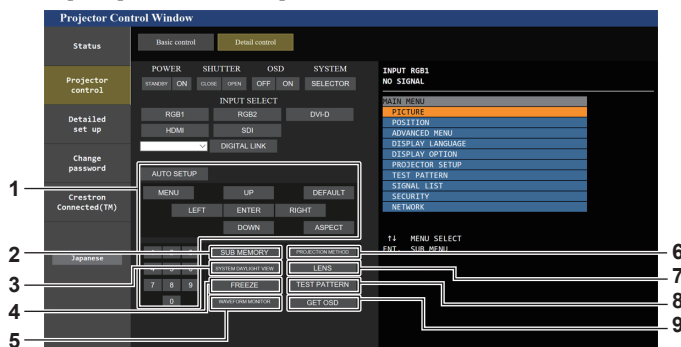 Projector Control Window
Status
Projector
control
Detailed
set up
Change
password
Crestron
Connected(TM)
Japanese
Basic control Detail control
POWER SHUTTER OSD SYSTEM
STANDBY ON CLOSE OPEN OFF ON SELECTOR
INPUT SELECT
RGB1 RGB2 DVI-D
HDMI SDI
DIGITAL LINK
AUTO SETUP
MENU UP DEFAULT
LEFT ENTER RIGHT
DOWN ASPECT
SUB MEMORY PROJECTION METHOD
SYSTEM DAYLIGHT VIEW LENS
7 8 9 FREEZE TEST PATTERN
0 WAVEFORM MONITOR GET OSD
INPUT RGB1
NO SIGNAL
MAIN MENU
PICTURE
POSITION
ADVANCED MENU
DISPLAY LANGUAGE
DISPLAY OPTION
PROJECTOR SETUP
TEST PATTERN
SIGNAL LIST
SECURITY
NETWORK
↑↓ MENU SELECT
ENT. SUB MENU
1
2
3
4
5
6
7
8
9